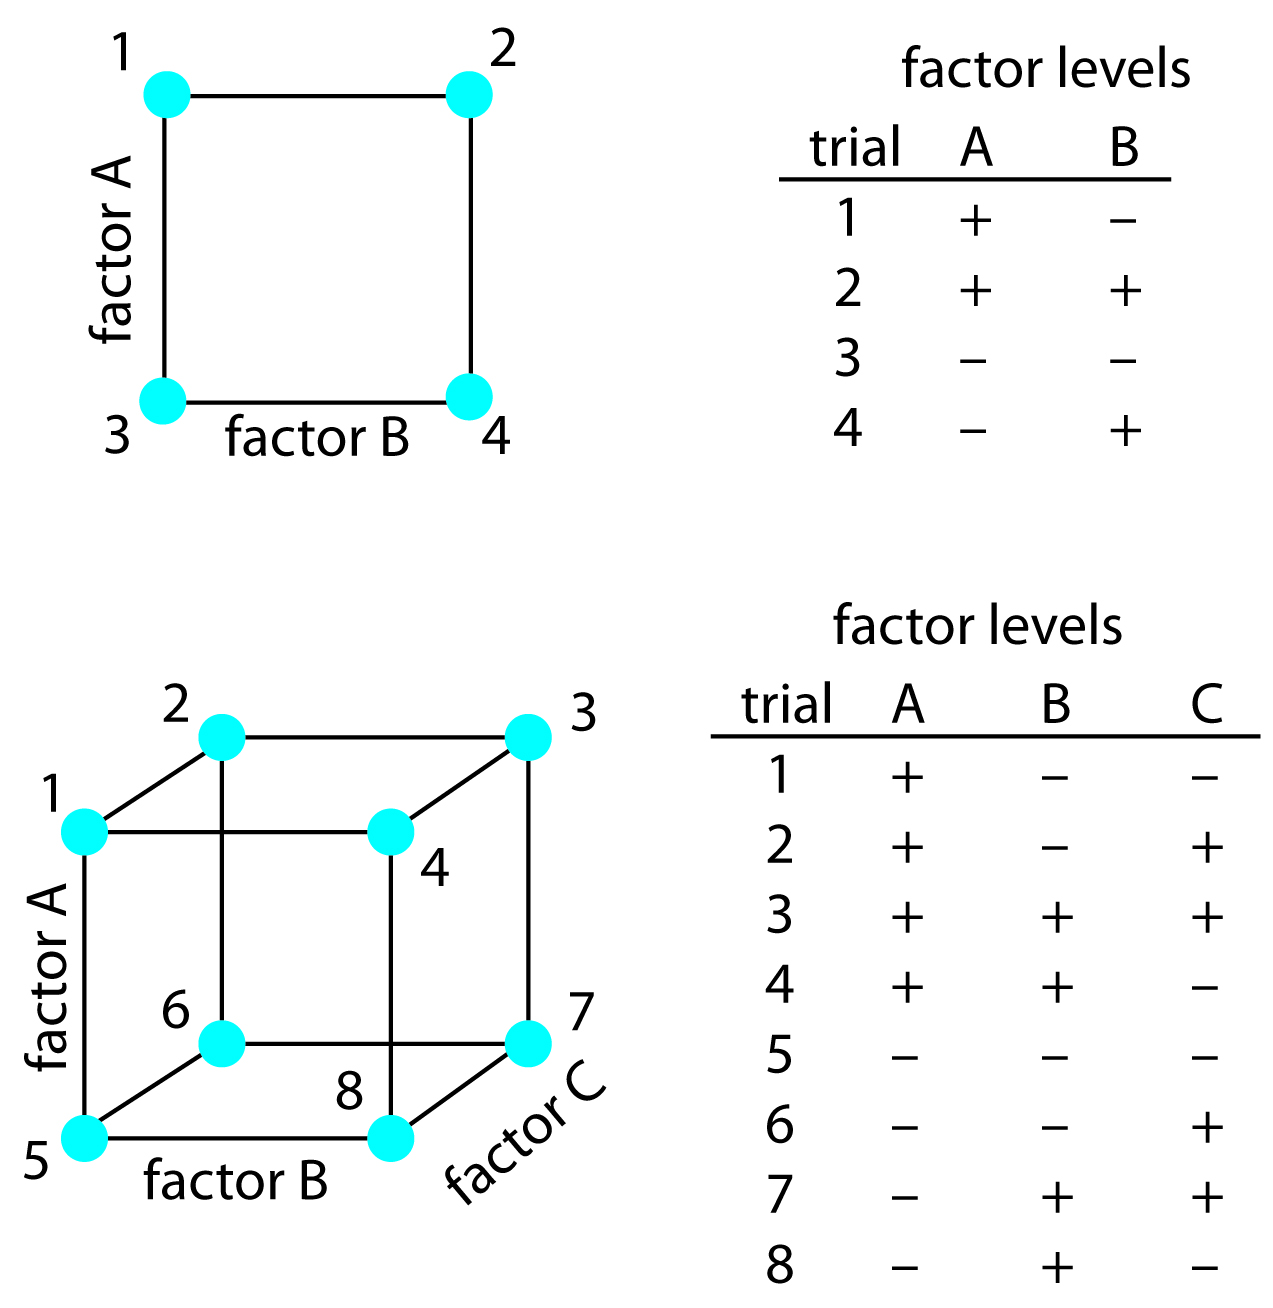 1 2
factor A
3 factor B 4
factor levels
trial A B
1 + –
2 + +
3 – –
4 – +
2 3
1
4
factor A
6 7
8
5 factor B factor C
factor levels
trial A B C
1 + – –
2 + – +
3 + + +
4 + + –
5 – – –
6 – – +
7 – + +
8 – + –